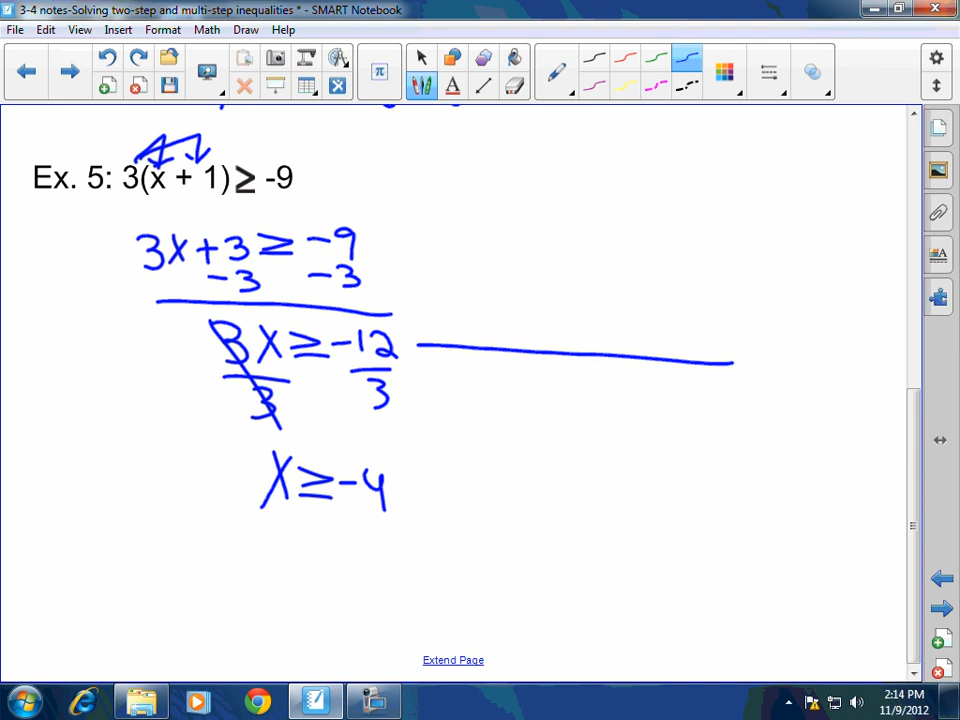 3-4 notes-Solving two-step and multi-step inequalities * - SMART Notebook
File Edit View Insert Format Math Draw Help
Ex. 5: 3(x + 1) ≥ -9
3x+3 ≥ -9
-3 -3
3x ≥ -12
3 3
x ≥ -4
Extend Page
2:14 PM
11/9/2012